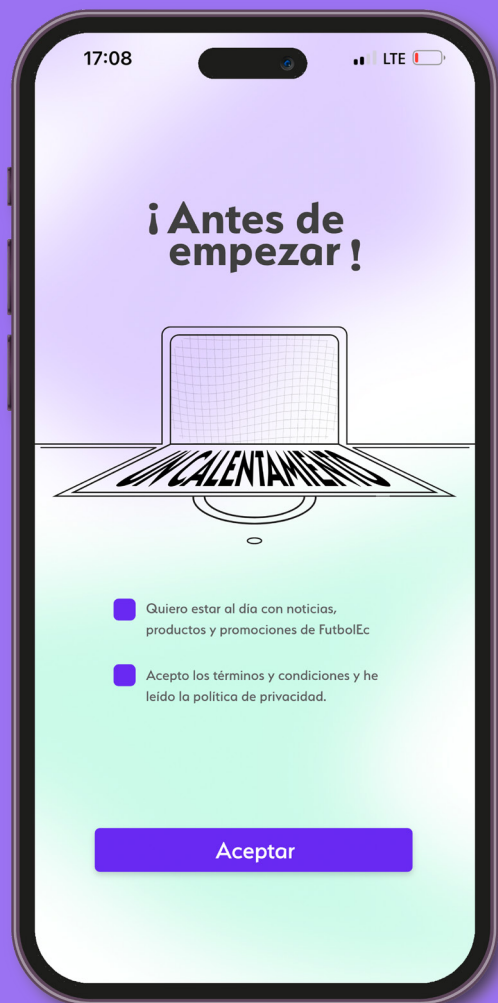 17:08
LTE
¡Antes de
empezar!
UN CALENTAMIENTO
Quiero estar al día con noticias,
productos y promociones de FutbolEc
Acepto los términos y condiciones y he
leído la política de privacidad.
Aceptar